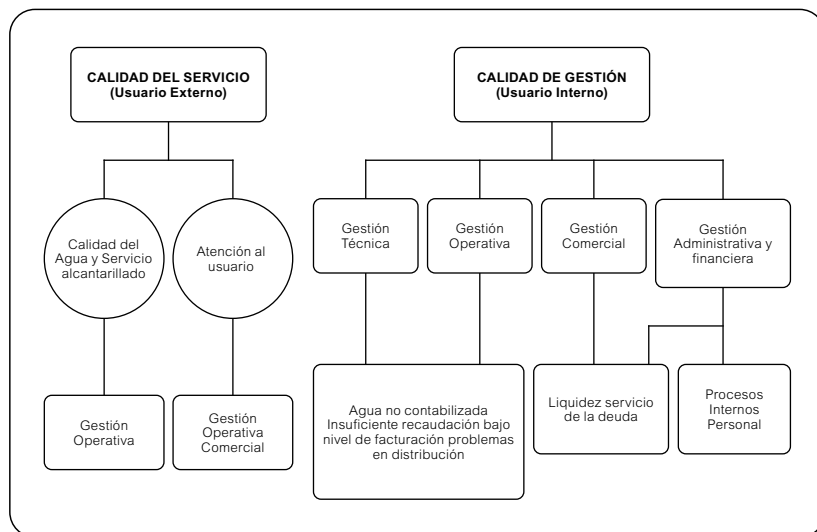 CALIDAD DEL SERVICIO
(Usuario Externo)
CALIDAD DE GESTIÓN
(Usuario Interno)
Calidad del
Agua y Servicio
alcantarillado
Atención al
usuario
Gestión
Técnica
Gestión
Operativa
Gestión
Comercial
Gestión
Administrativa y
financiera
Gestión
Operativa
Gestión
Operativa
Comercial
Agua no contabilizada
Insuficiente recaudación bajo
nivel de facturación problemas
en distribución
Liquidez servicio
de la deuda
Procesos
Internos
Personal